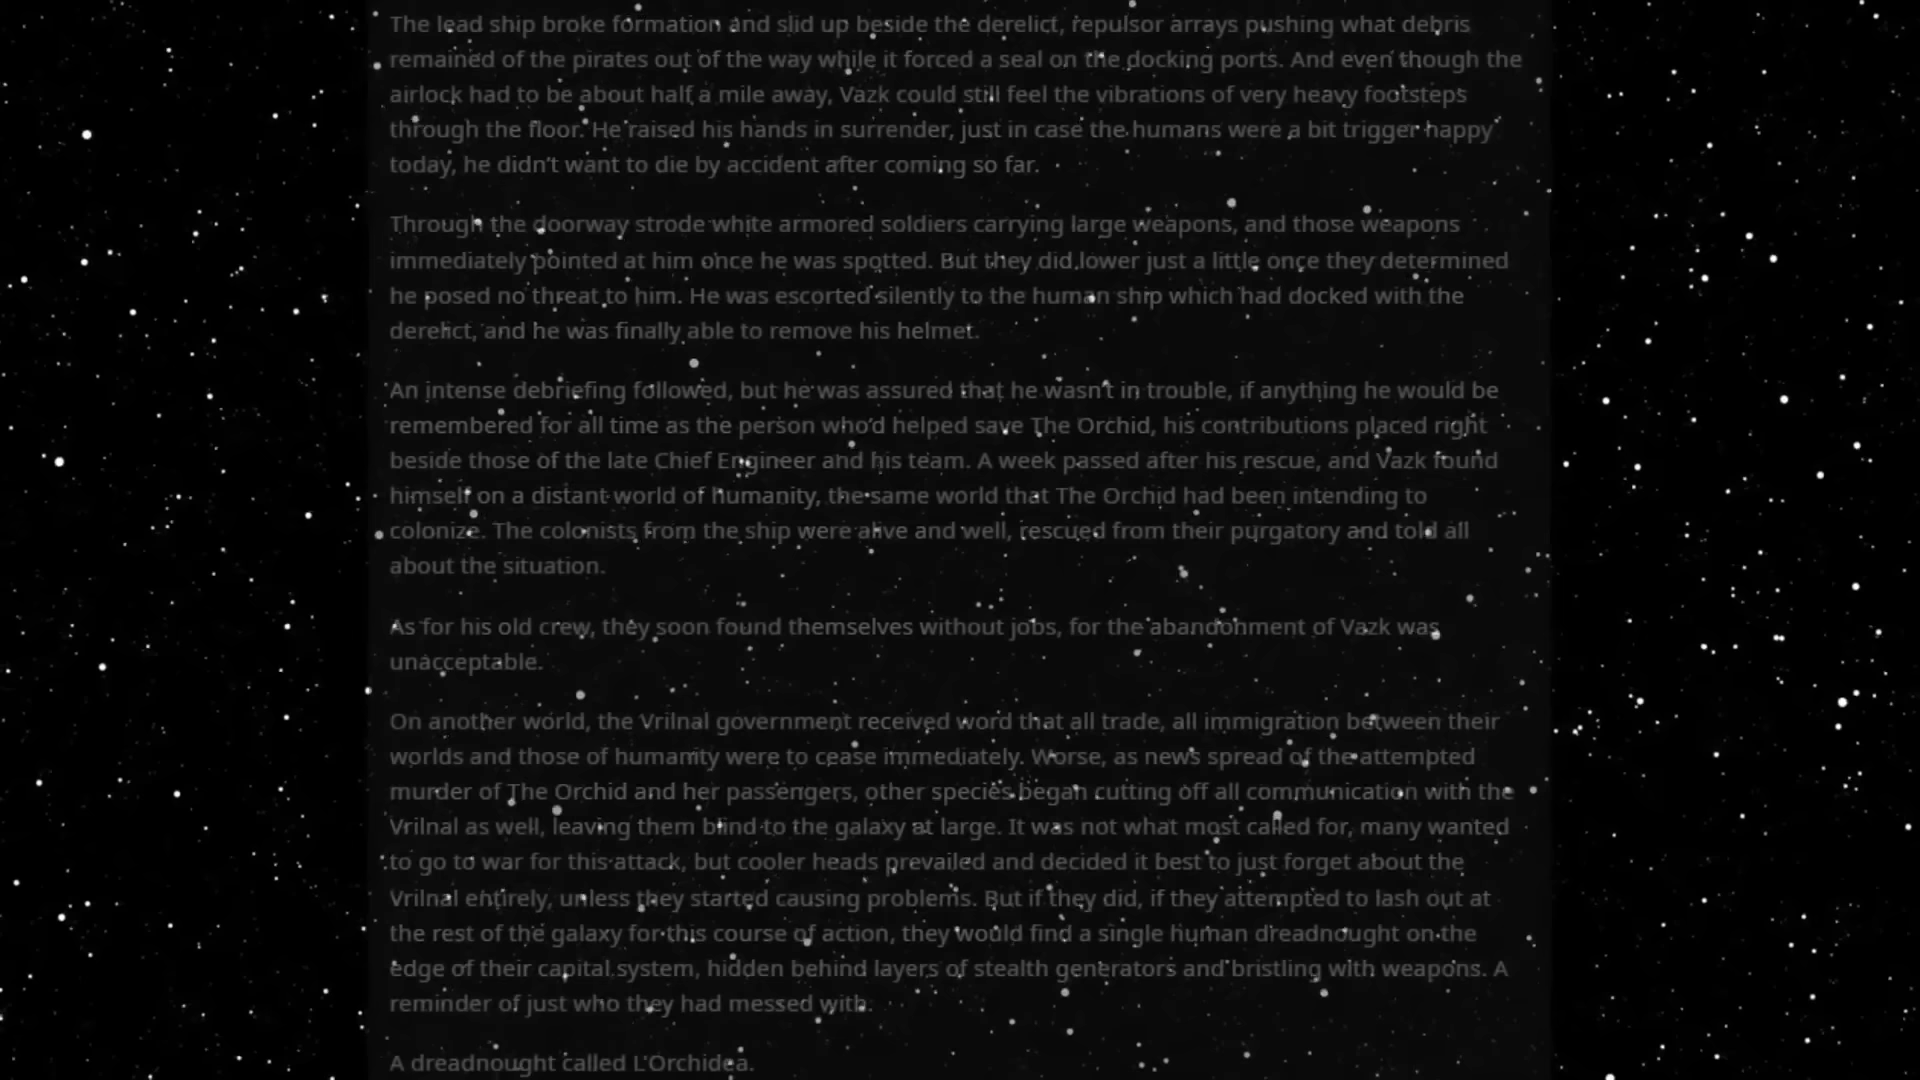 The lead ship broke formation and slid up beside the derelict, repulsor arrays pushing what debris
remained of the pirates out of the way while it forced a seal on the docking ports. And even though the
airlock had to be about half a mile away, Vazk could still feel the vibrations of very heavy footsteps
through the floor. He raised his hands in surrender, just in case the humans were a bit trigger happy
today, he didn't want to die by accident after coming so far.
Through the doorway strode white armored soldiers carrying large weapons, and those weapons
immediately pointed at him once he was spotted. But they did lower just a little once they determined
he posed no threat to him. He was escorted silently to the human ship which had docked with the
derelict, and he was finally able to remove his helmet.
An intense debriefing followed, but he was assured that he wasn't in trouble, if anything he would be
remembered for all time as the person who'd helped save The Orchid, his contributions placed right
beside those of the late Chief Engineer and his team. A week passed after his rescue, and Vazk found
himself on a distant world of humanity, the same world that The Orchid had been intending to
colonize. The colonists from the ship were alive and well, rescued from their purgatory and told all
about the situation.
As for his old crew, they soon found themselves without jobs, for the abandonment of Vazk was
unacceptable.
On another world, the Vrilnal government received word that all trade, all immigration between their
worlds and those of humanity were to cease immediately. Worse, as news spread of the attempted
murder of The Orchid and her passengers, other species began cutting off all communication with the
Vrilnal as well, leaving them blind to the galaxy at large. It was not what most called for, many wanted
to go to war for this attack, but cooler heads prevailed and decided it best to just forget about the
Vrilnal entirely, unless they started causing problems. But if they did, if they attempted to lash out at
the rest of the galaxy for this course of action, they would find a single human dreadnought on the
edge of their capital system, hidden behind layers of stealth generators and bristling with weapons. A
reminder of just who they had messed with.
A dreadnought called L'Orchidea.